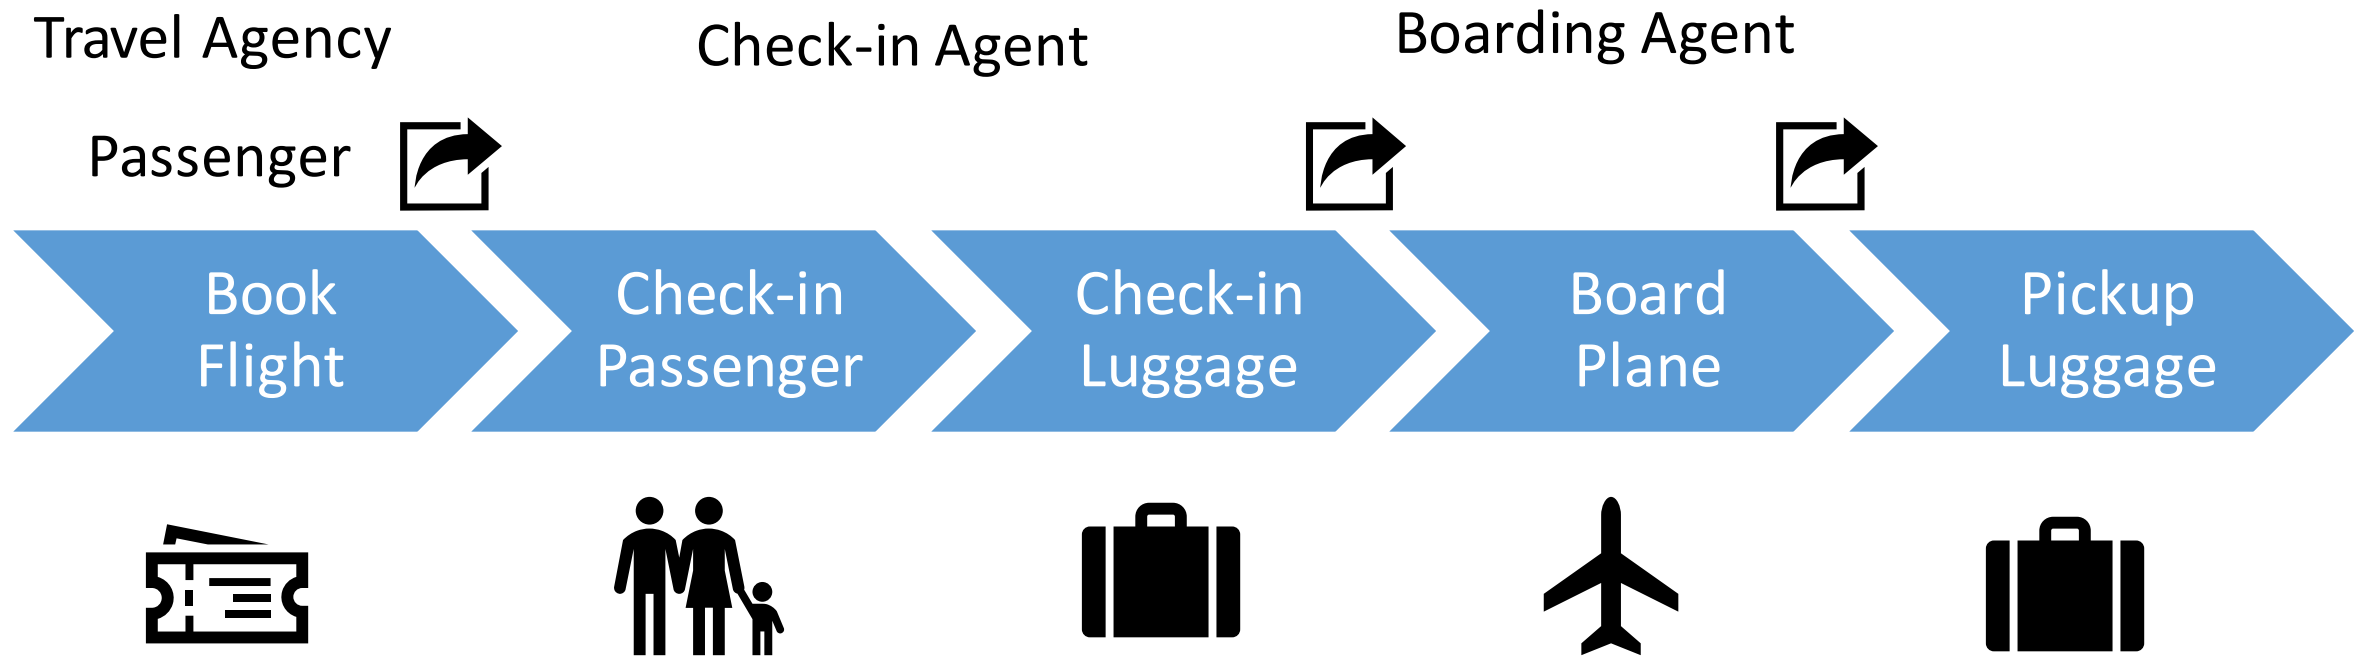 Travel Agency
Check-in Agent
Boarding Agent
Passenger
Book
Flight
Check-in
Passenger
Check-in
Luggage
Board
Plane
Pickup
Luggage